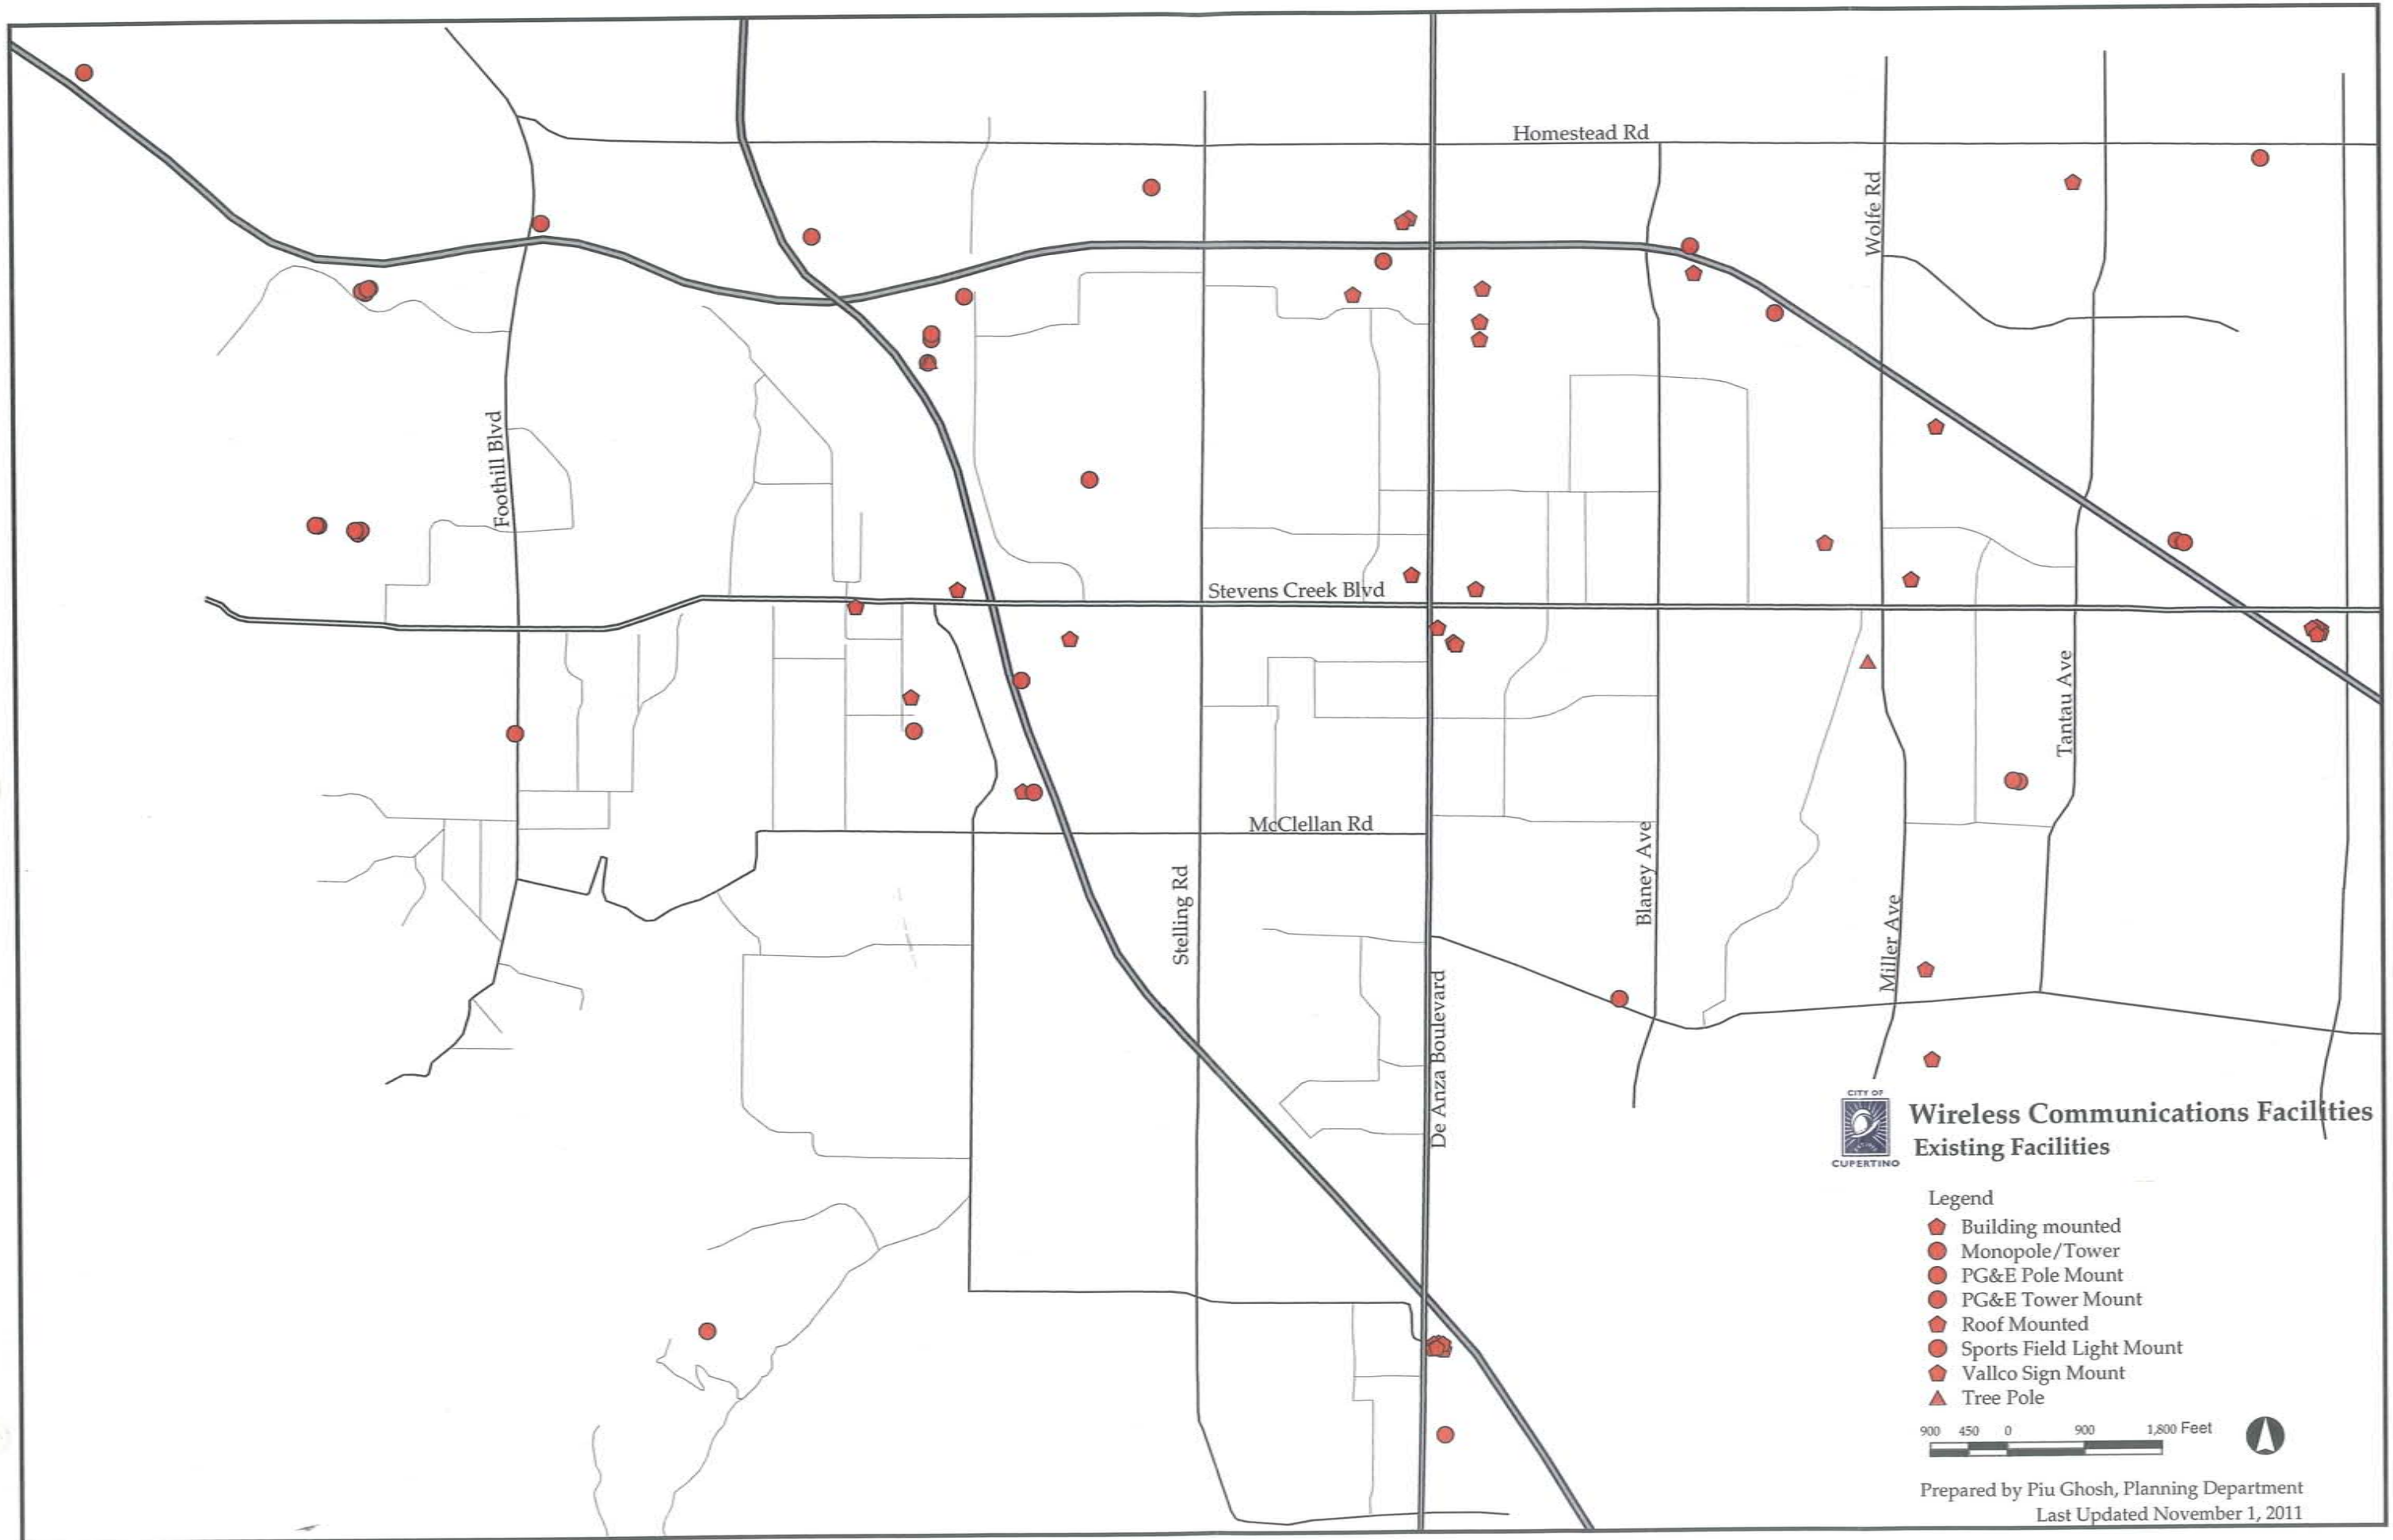 Homestead Rd
Wolfe Rd
Foothill Blvd
Stevens Creek Blvd
Tantau Ave
McClellan Rd
Blaney Ave
Stelling Rd
Miller Ave
De Anza Boulevard
CITY OF
CUPERTINO
Wireless Communications Facilities
Existing Facilities
Legend
Building mounted
Monopole/Tower
PG&E Pole Mount
PG&E Tower Mount
Roof Mounted
Sports Field Light Mount
Vallco Sign Mount
Tree Pole
900 450 0 900 1,800 Feet
Prepared by Piu Ghosh, Planning Department
Last Updated November 1, 2011